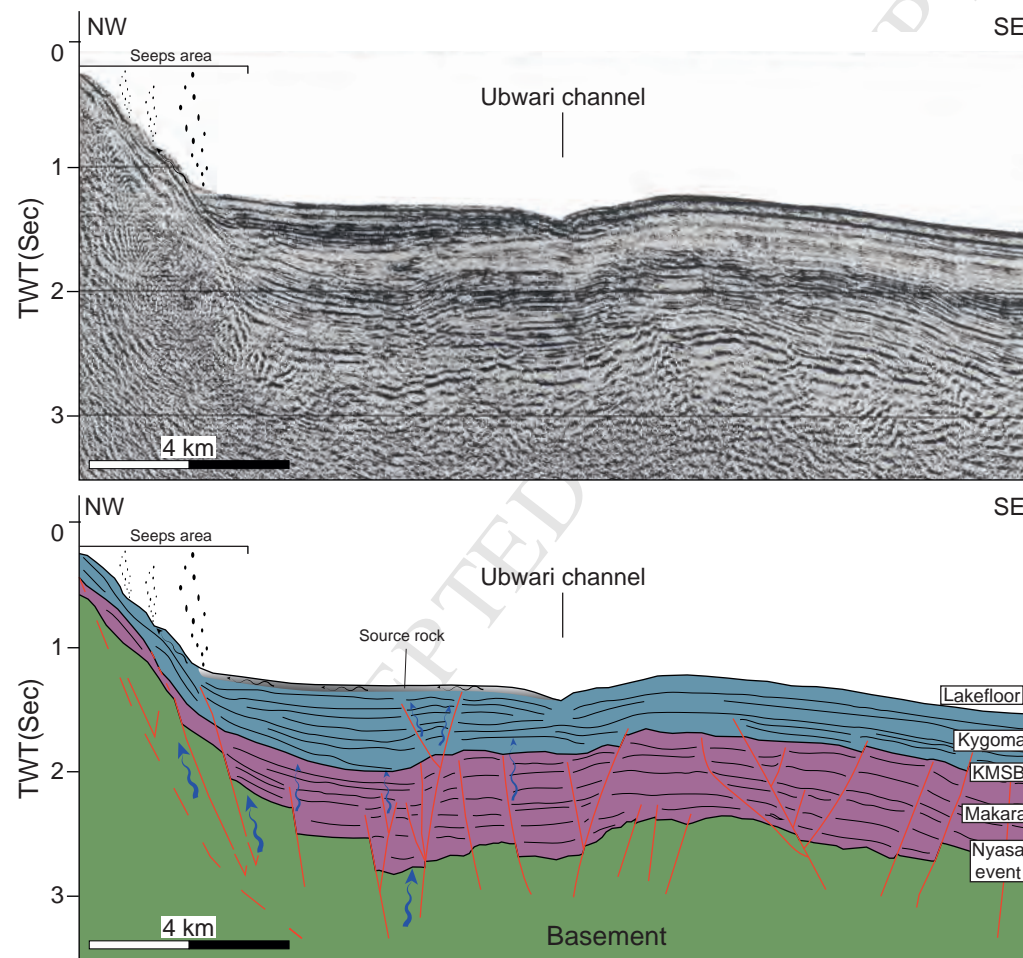 NW
SE
Seeps area
Ubwari channel
0
1
2
3
TWT(Sec)
4 km
NW
SE
Seeps area
Ubwari channel
Source rock
0
1
2
3
TWT(Sec)
Lakefloor
Kygoma
KMSB
Makara
Nyasa
event
4 km
Basement